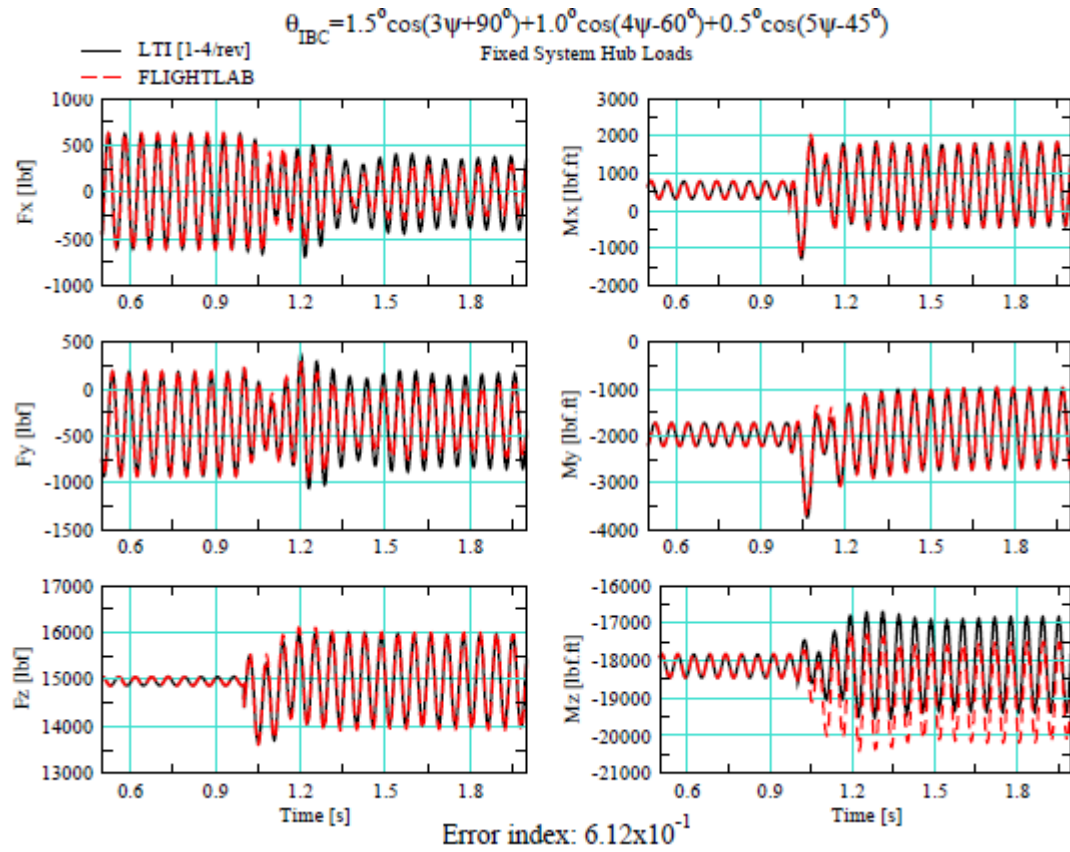 θIBC=1.5°cos(3ψ+90°)+1.0°cos(4ψ-60°)+0.5°cos(5ψ-45°)
LTI [1-4/rev]
Fixed System Hub Loads
FLIGHTLAB
1000
500
0
-500
-1000
Fx [lbf]
0.6 0.9 1.2 1.5 1.8
3000
2000
1000
0
-1000
-2000
Mx [lbf.ft]
0.6 0.9 1.2 1.5 1.8
500
0
-500
-1000
-1500
Fy [lbf]
0.6 0.9 1.2 1.5 1.8
0
-1000
-2000
-3000
-4000
My [lbf.ft]
0.6 0.9 1.2 1.5 1.8
17000
16000
15000
14000
13000
Fz [lbf]
0.6 0.9 1.2 1.5 1.8
Time [s]
-16000
-17000
-18000
-19000
-20000
-21000
Mz [lbf.ft]
0.6 0.9 1.2 1.5 1.8
Time [s]
Error index: 6.12x10⁻¹